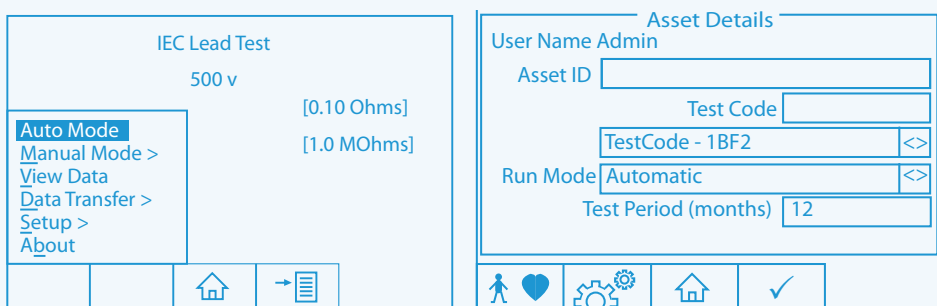 IEC Lead Test
500 v
[0.10 Ohms]
[1.0 MOhms]
Auto Mode
Manual Mode >
View Data
Data Transfer >
Setup >
About
Asset Details
User Name Admin
Asset ID
Test Code
TestCode - 1BF2 <>
Run Mode Automatic <>
Test Period (months) 12